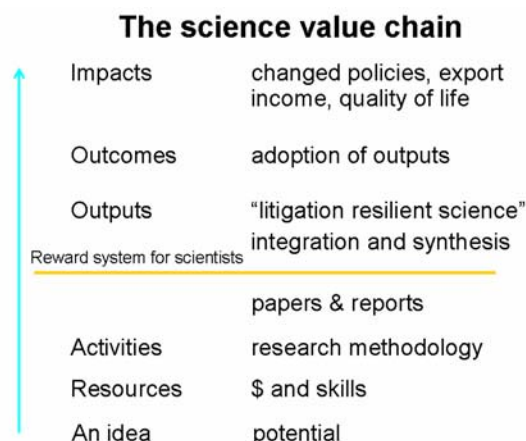 The science value chain
Impacts changed policies, export
income, quality of life
Outcomes adoption of outputs
Outputs “litigation resilient science”
integration and synthesis
Reward system for scientists
papers & reports
Activities research methodology
Resources $ and skills
An idea potential